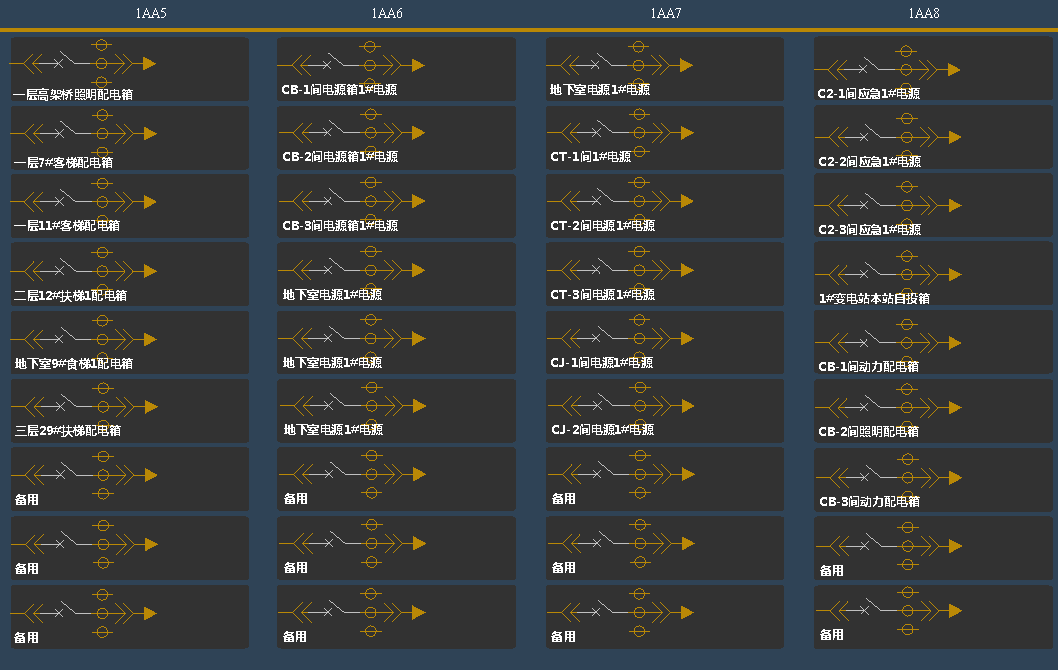 1AA5 1AA6 1AA7 1AA8
一层高架桥照明配电箱 CB-1间电源箱1#电源 地下室电源1#电源 C2-1间应急1#电源
一层7#客梯配电箱 CB-2间电源箱1#电源 CT-1间1#电源 C2-2间应急1#电源
一层11#客梯配电箱 CB-3间电源箱1#电源 CT-2间电源1#电源 C2-3间应急1#电源
二层12#扶梯1配电箱 地下室电源1#电源 CT-3间电源1#电源 1#变电站本站自投箱
地下室9#食梯1配电箱 地下室电源1#电源 CJ-1间电源1#电源 CB-1间动力配电箱
三层29#扶梯配电箱 地下室电源1#电源 CJ-2间电源1#电源 CB-2间照明配电箱
备用 备用 备用 CB-3间动力配电箱
备用 备用 备用 备用
备用 备用 备用 备用